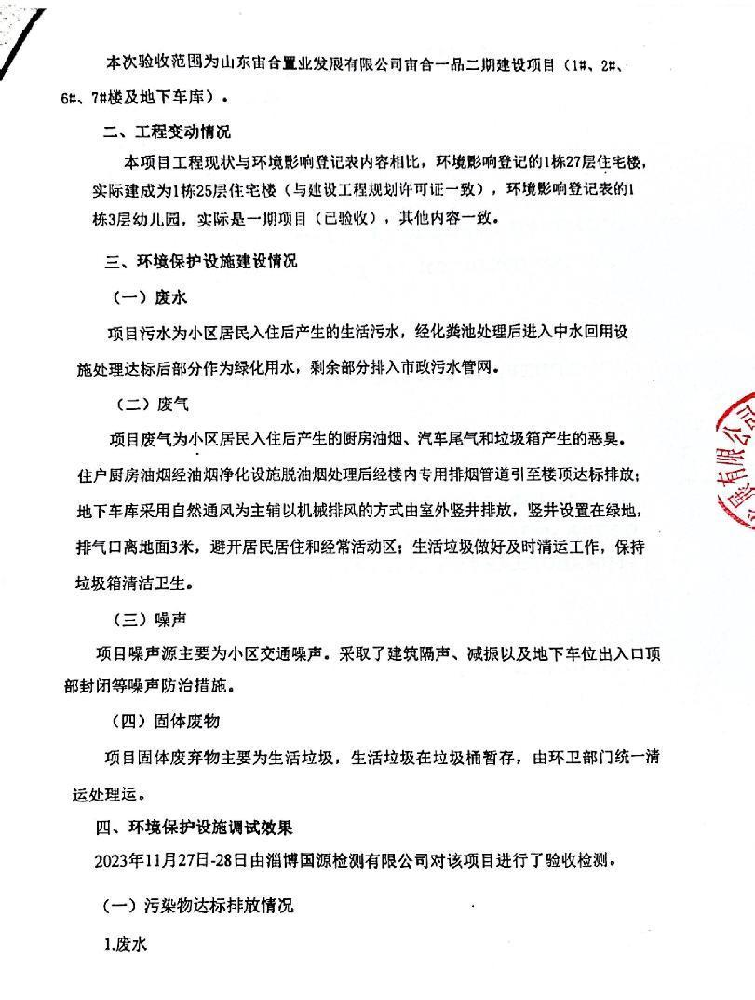 本次验收范围为山东宙合置业发展有限公司宙合一品二期建设项目（1#、2#、
6#、7#楼及地下车库）。
二、工程变动情况
本项目工程现状与环境影响登记表内容相比，环境影响登记的1栋27层住宅楼，
实际建成为1栋25层住宅楼（与建设工程规划许可证一致），环境影响登记表的1
栋3层幼儿园，实际是一期项目（已验收），其他内容一致。
三、环境保护设施建设情况
（一）废水
项目污水为小区居民入住后产生的生活污水，经化粪池处理后进入中水回用设
施处理达标后部分作为绿化用水，剩余部分排入市政污水管网。
（二）废气
项目废气为小区居民入住后产生的厨房油烟、汽车尾气和垃圾箱产生的恶臭。
住户厨房油烟经油烟净化设施脱油烟处理后经楼内专用排烟管道引至楼顶达标排放；
地下车库采用自然通风为主辅以机械排风的方式由室外竖井排放，竖井设置在绿地，
排气口离地面3米，避开居民居住和经常活动区；生活垃圾做好及时清运工作，保持
垃圾箱清洁卫生。
（三）噪声
项目噪声源主要为小区交通噪声。采取了建筑隔声、减振以及地下车位出入口顶
部封闭等噪声防治措施。
（四）固体废物
项目固体废弃物主要为生活垃圾，生活垃圾在垃圾桶暂存，由环卫部门统一清
运处理运。
四、环境保护设施调试效果
2023年11月27日-28日由淄博国源检测有限公司对该项目进行了验收检测。
（一）污染物达标排放情况
1.废水
展有限公司